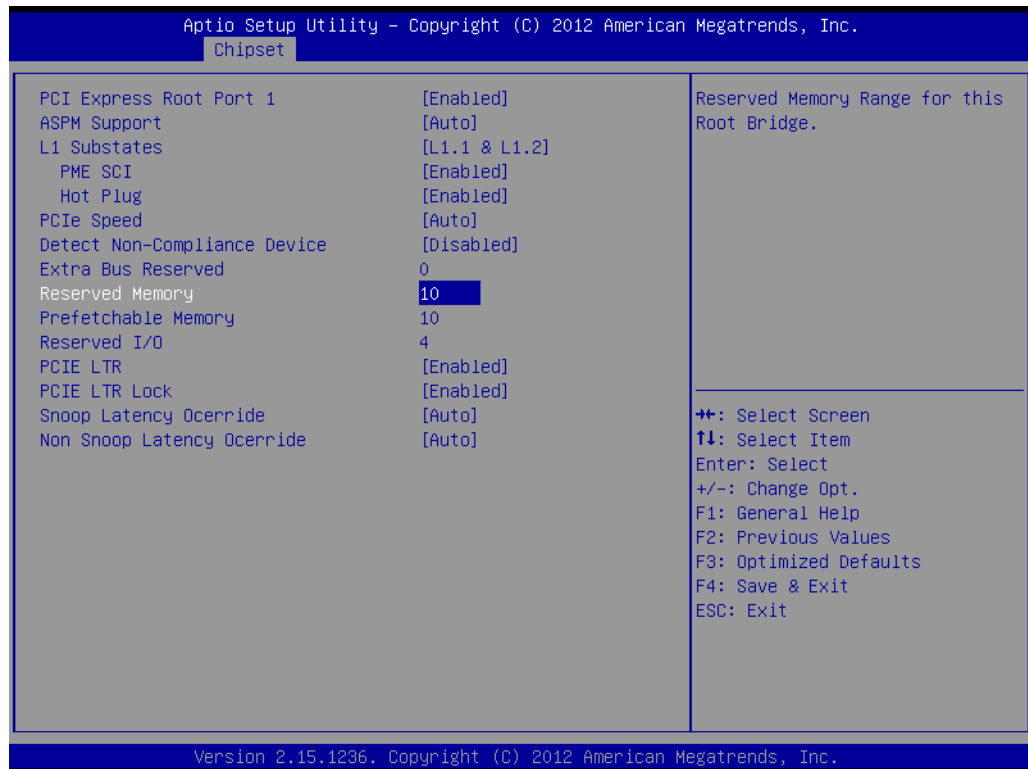 Aptio Setup Utility – Copyright (C) 2012 American Megatrends, Inc.
Chipset
PCI Express Root Port 1 [Enabled]
ASPM Support [Auto]
L1 Substates [L1.1 & L1.2]
PME SCI [Enabled]
Hot Plug [Enabled]
PCIe Speed [Auto]
Detect Non-Compliance Device [Disabled]
Extra Bus Reserved 0
Reserved Memory 10
Prefetchable Memory 10
Reserved I/O 4
PCIE LTR [Enabled]
PCIE LTR Lock [Enabled]
Snoop Latency Ocerride [Auto]
Non Snoop Latency Ocerride [Auto]
Reserved Memory Range for this
Root Bridge.
→←: Select Screen
↑↓: Select Item
Enter: Select
+/-: Change Opt.
F1: General Help
F2: Previous Values
F3: Optimized Defaults
F4: Save & Exit
ESC: Exit
Version 2.15.1236. Copyright (C) 2012 American Megatrends, Inc.